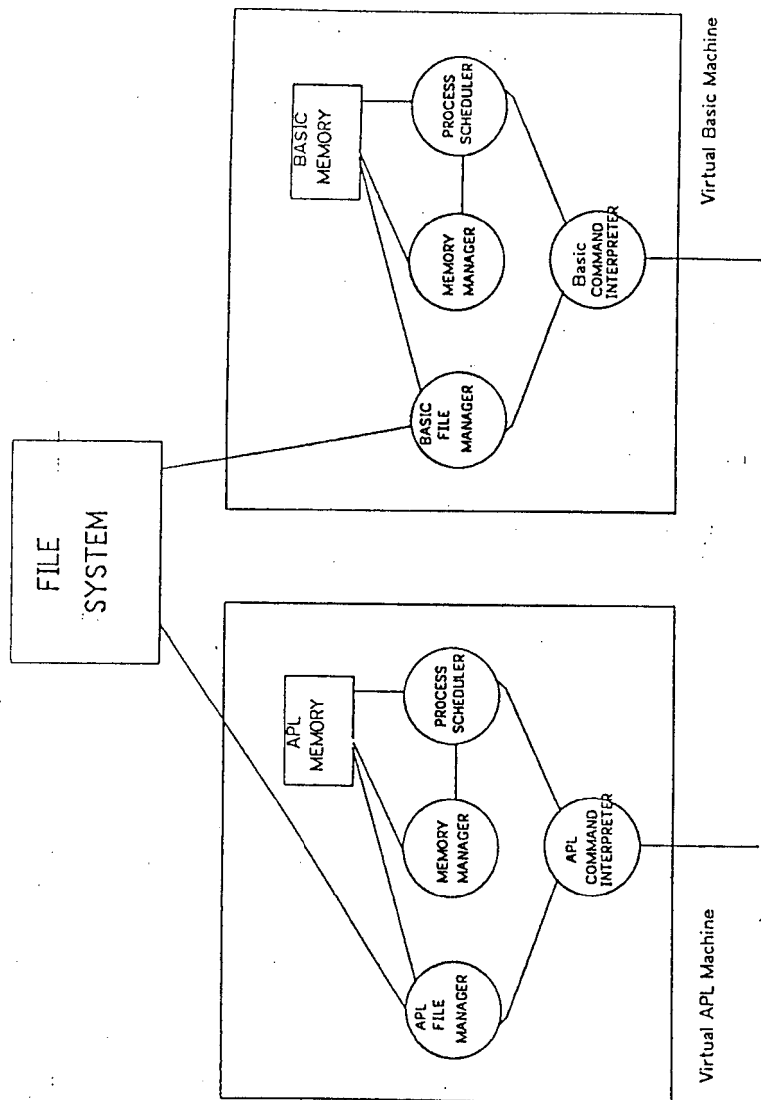 FILE
SYSTEM
APL
MEMORY
APL
FILE
MANAGER
MEMORY
MANAGER
PROCESS
SCHEDULER
APL
COMMAND
INTERPRETER
Virtual APL Machine
BASIC
MEMORY
BASIC
FILE
MANAGER
MEMORY
MANAGER
PROCESS
SCHEDULER
Basic
COMMAND
INTERPRETER
Virtual Basic Machine